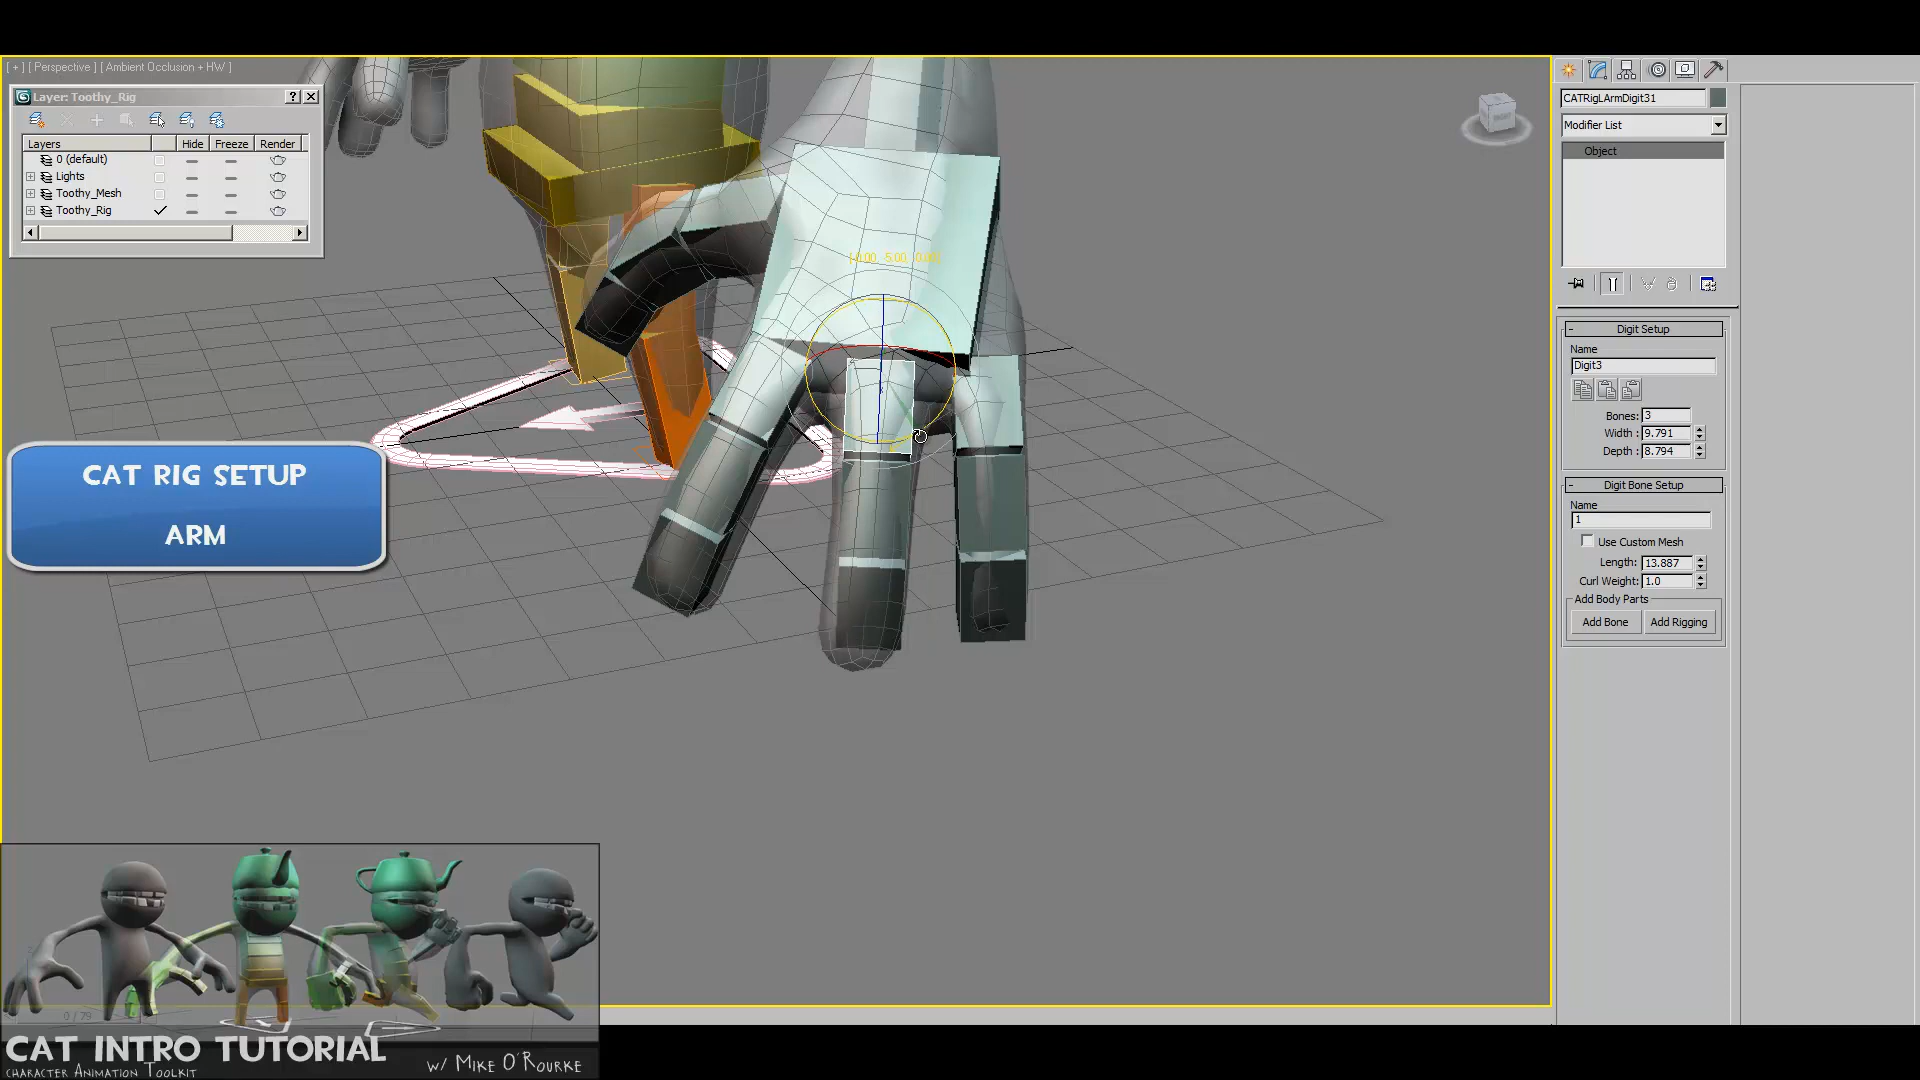 [ + ] [ Perspective ] [ Ambient Occlusion + HW ]
Layer: Toothy_Rig
?
Layers
Hide
Freeze
Render
0 (default)
Lights
Toothy_Mesh
Toothy_Rig
CAT RIG SETUP
ARM
CATRigLArmDigit31
Modifier List
Object
Digit Setup
Name
Digit3
Bones: 3
Width : 9.791
Depth : 8.794
Digit Bone Setup
Name
1
Use Custom Mesh
Length: 13.887
Curl Weight: 1.0
Add Body Parts
Add Bone
Add Rigging
0 / 79
CAT INTRO TUTORIAL
CHARACTER ANIMATION TOOLKIT
W/ MIKE O'ROURKE